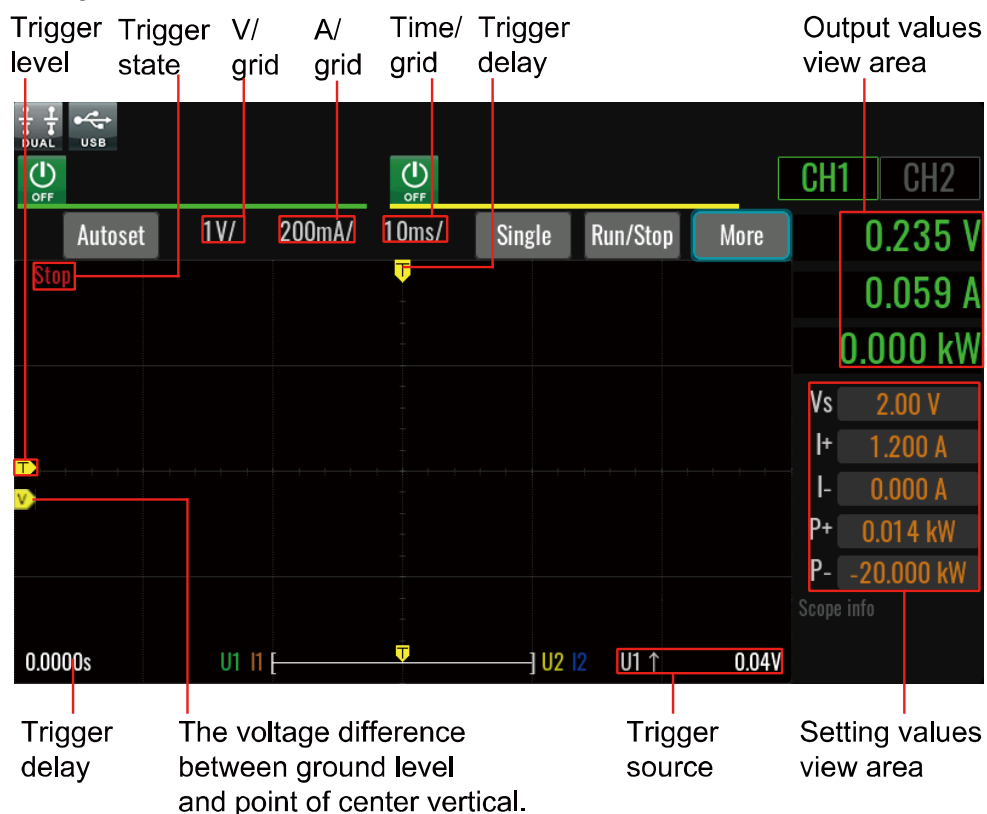 Trigger level
Trigger state
V/ grid
A/ grid
Time/ grid
Trigger delay
Output values view area
DUAL
USB
OFF
OFF
CH1
CH2
Autoset
1V/
200mA/
10ms/
Single
Run/Stop
More
0.235 V
Stop
T
0.059 A
0.000 kW
Vs 2.00 V
I+ 1.200 A
T
V
I- 0.000 A
P+ 0.014 kW
P- -20.000 kW
Scope info
0.0000s
U1 I1 [
T
] U2 I2
U1 ↑ 0.04V
Trigger delay
The voltage difference
between ground level
and point of center vertical.
Trigger source
Setting values view area